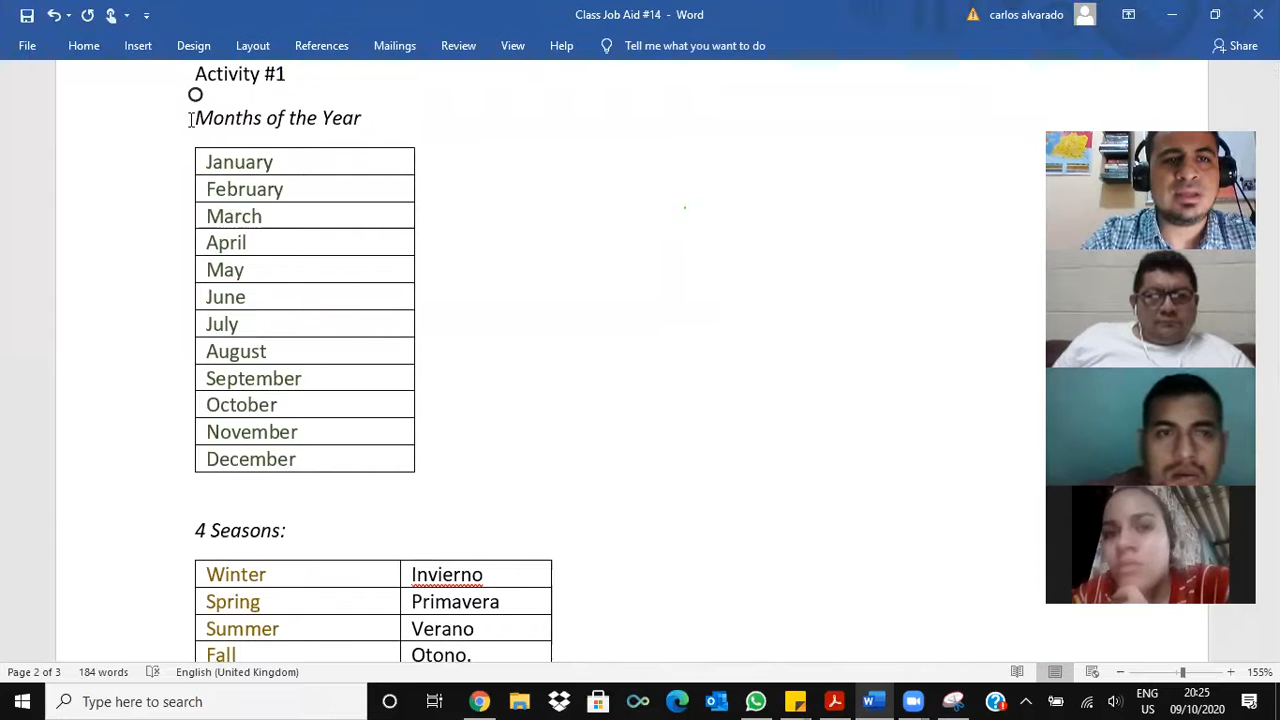 Class Job Aid #14 - Word
carlos alvarado
File Home Insert Design Layout References Mailings Review View Help Tell me what you want to do Share
Activity #1
Months of the Year
January
February
March
April
May
June
July
August
September
October
November
December
4 Seasons:
Winter Invierno
Spring Primavera
Summer Verano
Fall Otono.
Page 2 of 3 184 words English (United Kingdom) 155%
Type here to search
ENG 20:25
US 09/10/2020